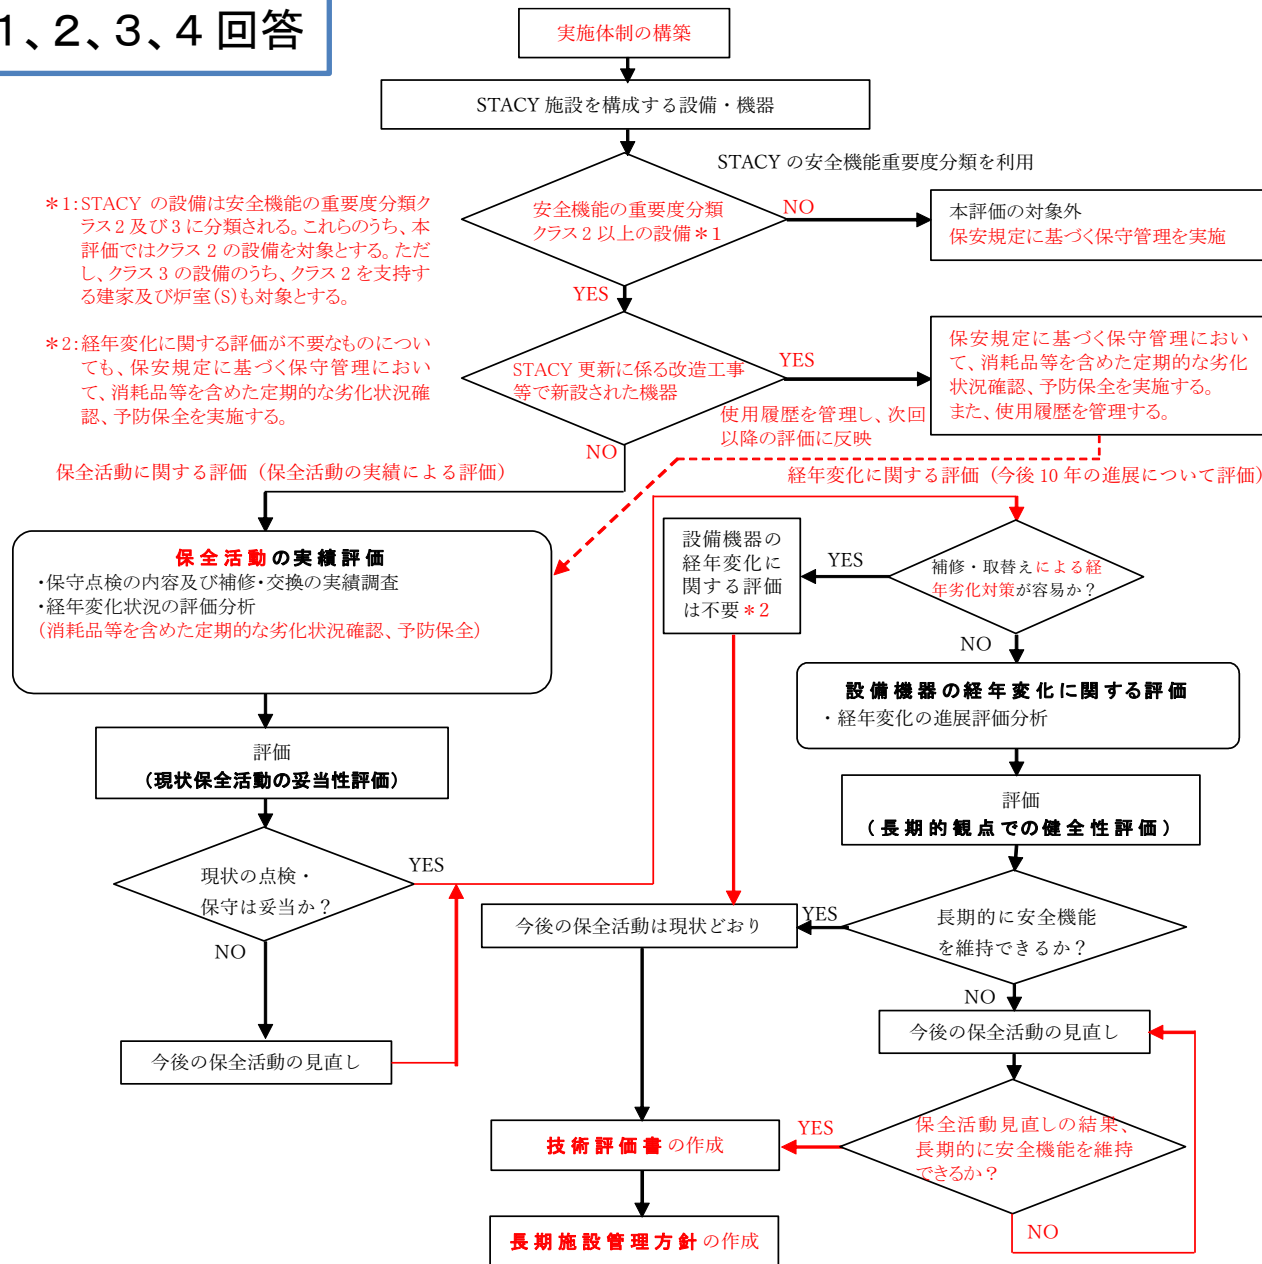 1、2、3、4 回答
実施体制の構築
STACY 施設を構成する設備・機器
STACY の安全機能重要度分類を利用
安全機能の重要度分類
クラス 2 以上の設備＊1
NO
本評価の対象外
保安規定に基づく保守管理を実施
＊1：STACY の設備は安全機能の重要度分類ク
ラス 2 及び 3 に分類される。これらのうち、本
評価ではクラス 2 の設備を対象とする。ただ
し、クラス 3 の設備のうち、クラス 2 を支持す
る建家及び炉室(S)も対象とする。
YES
＊2：経年変化に関する評価が不要なものについ
ても、保安規定に基づく保守管理におい
て、消耗品等を含めた定期的な劣化状況確
認、予防保全を実施する。
STACY 更新に係る改造工事
等で新設された機器
YES
保安規定に基づく保守管理におい
て、消耗品等を含めた定期的な劣化
状況確認、予防保全を実施する。
また、使用履歴を管理する。
使用履歴を管理し、次回
以降の評価に反映
NO
保全活動に関する評価（保全活動の実績による評価）
経年変化に関する評価（今後 10 年の進展について評価）
保全活動の実績評価
・保守点検の内容及び補修・交換の実績調査
・経年変化状況の評価分析
（消耗品等を含めた定期的な劣化状況確認、予防保全）
設備機器の
経年変化に
関する評価
は不要＊2
YES
補修・取替えによる経
年劣化対策が容易か？
NO
設備機器の経年変化に関する評価
・経年変化の進展評価分析
評価
（現状保全活動の妥当性評価）
評価
（長期的観点での健全性評価）
現状の点検・
保守は妥当か？
YES
NO
今後の保全活動の見直し
今後の保全活動は現状どおり
YES
長期的に安全機能
を維持できるか？
NO
今後の保全活動の見直し
保全活動見直しの結果、
長期的に安全機能を維持
できるか？
YES
NO
技術評価書の作成
長期施設管理方針の作成